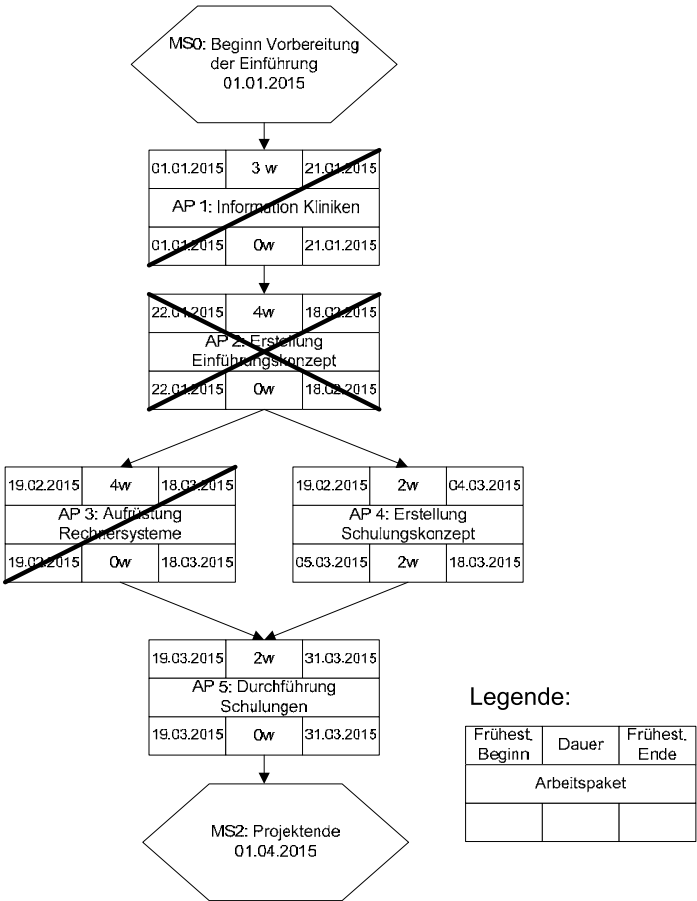 MS0: Beginn Vorbereitung
der Einführung
01.01.2015
01.01.2015 3 w 21.01.2015
AP 1: Information Kliniken
01.01.2015 0w 21.01.2015
22.01.2015 4w 18.02.2015
AP 2: Erstellung
Einführungskonzept
22.01.2015 0w 18.02.2015
19.02.2015 4w 18.03.2015
AP 3: Aufrüstung
Rechnersysteme
19.02.2015 0w 18.03.2015
19.02.2015 2w 04.03.2015
AP 4: Erstellung
Schulungskonzept
05.03.2015 2w 18.03.2015
19.03.2015 2w 31.03.2015
AP 5: Durchführung
Schulungen
19.03.2015 0w 31.03.2015
MS2: Projektende
01.04.2015
Legende:
Frühest. Beginn Dauer Frühest. Ende
Arbeitspaket